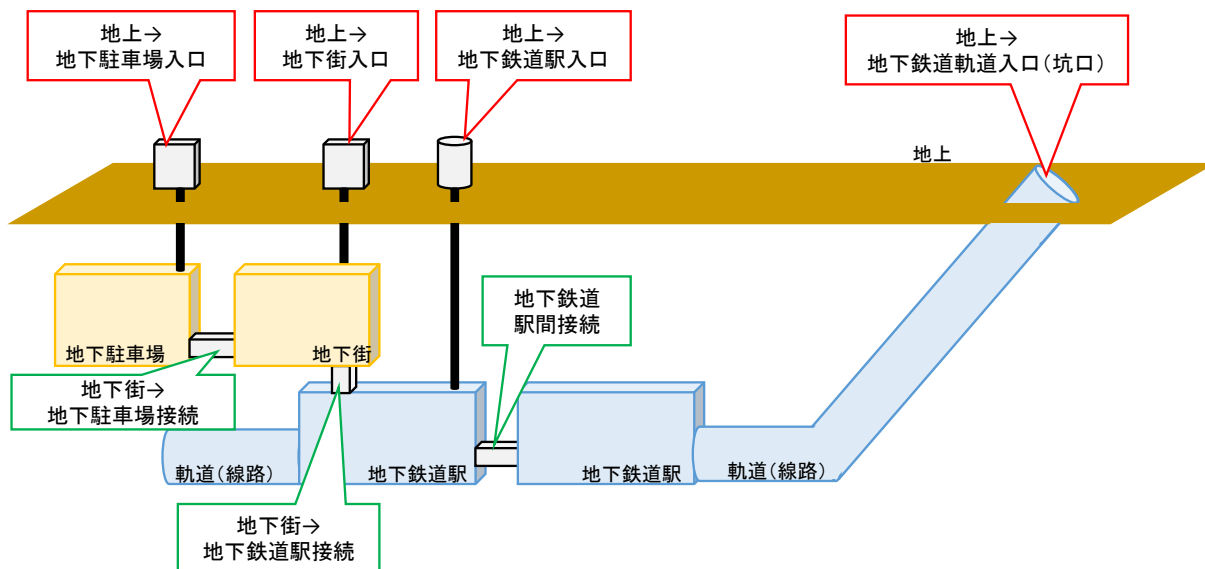 地上→
地下駐車場入口
地上→
地下街入口
地上→
地下鉄道駅入口
地上→
地下鉄道軌道入口(坑口)
地上
地下鉄道
駅間接続
地下駐車場
地下街
地下街→
地下駐車場接続
軌道(線路)
地下鉄道駅
地下鉄道駅
軌道(線路)
地下街→
地下鉄道駅接続